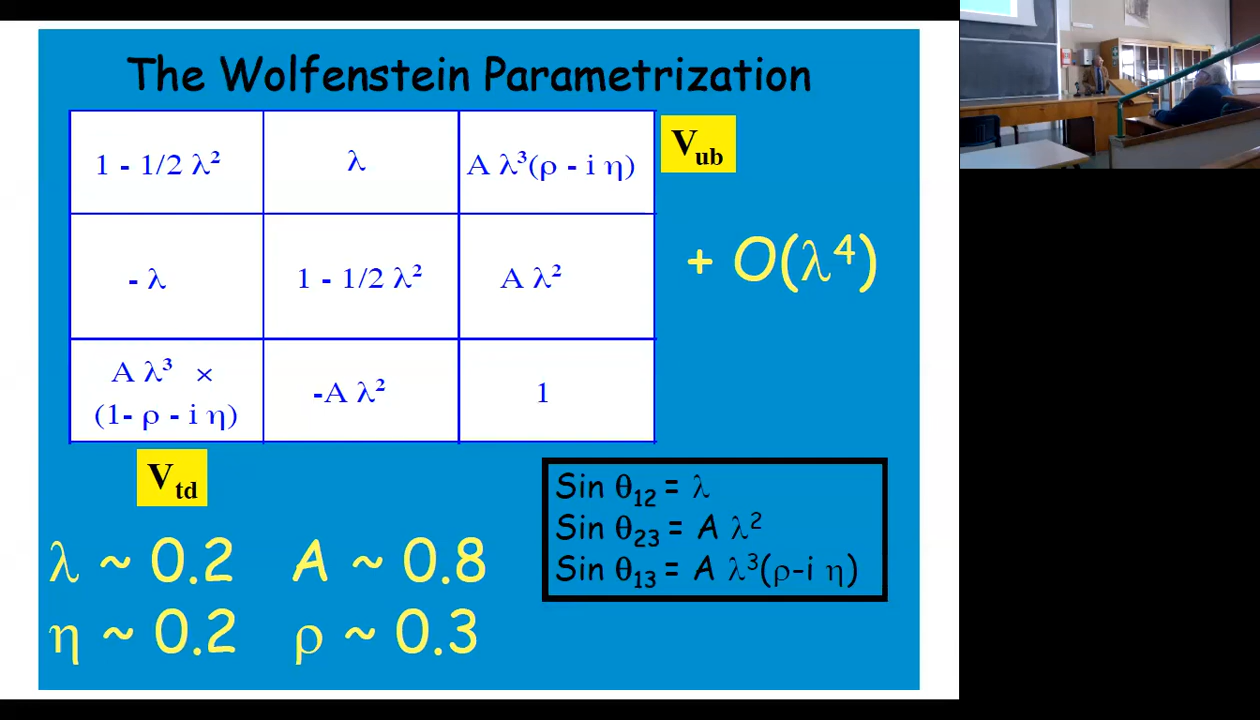 The Wolfenstein Parametrization
1 - 1/2 λ²
λ
A λ³(ρ - i η)
V_ub
- λ
1 - 1/2 λ²
A λ²
+ O(λ⁴)
A λ³ ×
(1- ρ - i η)
-A λ²
1
V_td
Sin θ₁₂ = λ
Sin θ₂₃ = A λ²
Sin θ₁₃ = A λ³(ρ-i η)
λ ~ 0.2 A ~ 0.8
η ~ 0.2 ρ ~ 0.3